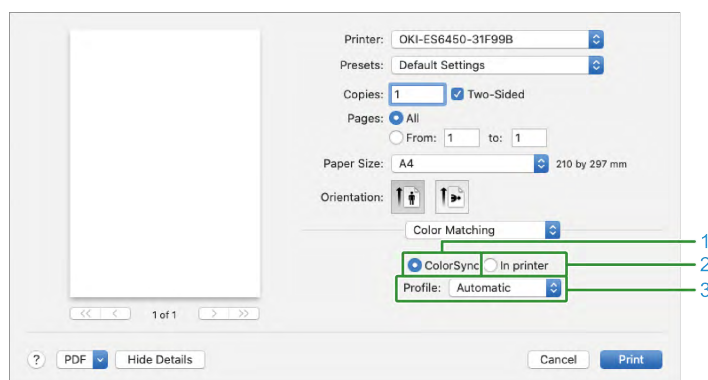 Printer: OKI-ES6450-31F99B
Presets: Default Settings
Copies: 1 Two-Sided
Pages: All
From: 1 to: 1
Paper Size: A4 210 by 297 mm
Orientation:
Color Matching
1
ColorSync In printer 2
Profile: Automatic 3
1 of 1
? PDF Hide Details Cancel Print